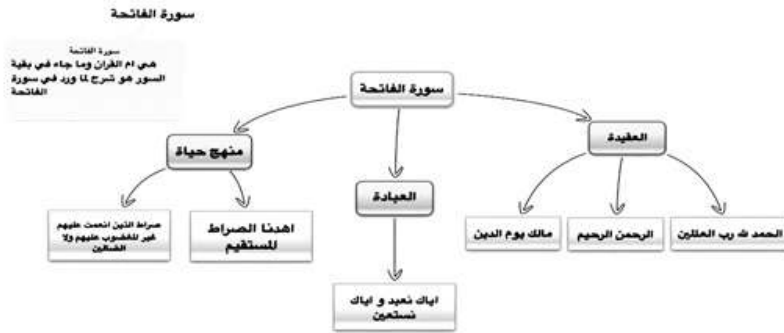 سورة الفاتحة
سورة الفاتحة
هي ام القران وما جاء في بقية
السور هو شرح لما ورد في سورة
الفاتحة
سورة الفاتحة
العقيدة
منهج حياة
العبادة
الحمد لله رب العالمين
الرحمن الرحيم
مالك يوم الدين
اهدنا الصراط
المستقيم
صراط الذين انعمت عليهم
غير المغضوب عليهم ولا
الضالين
اياك نعبد و اياك
نستعين